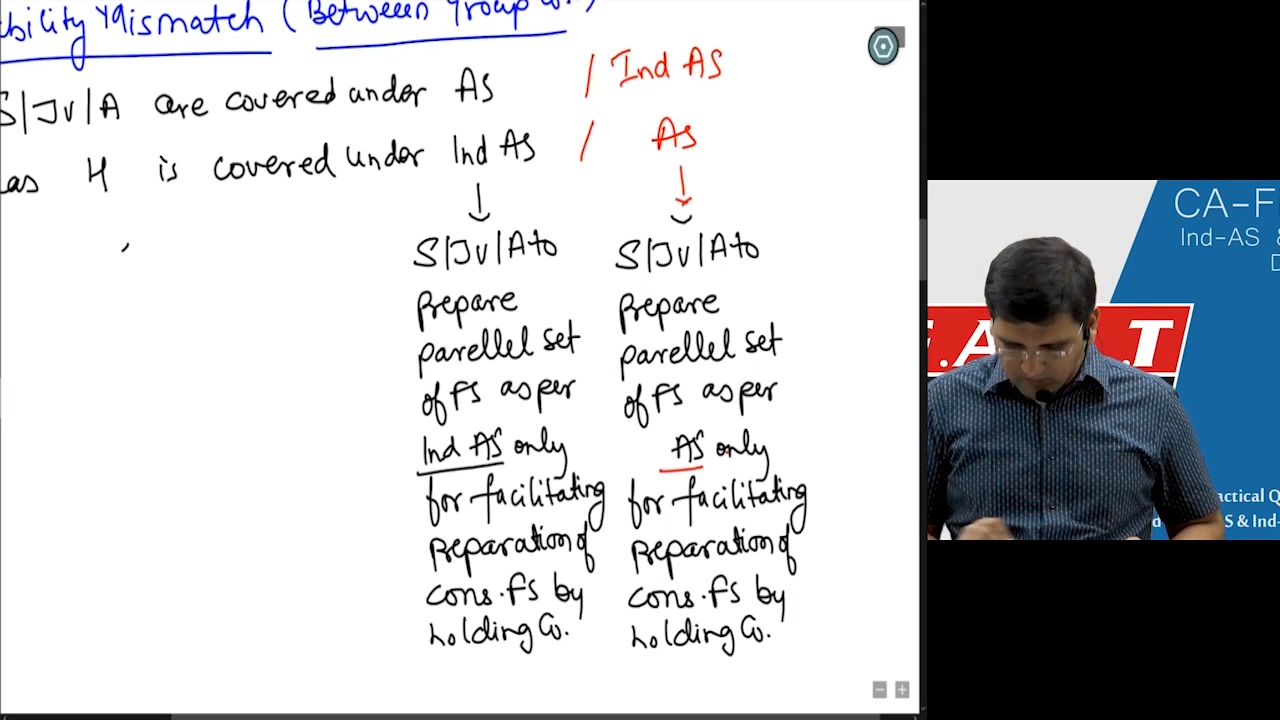 bility Mismatch (Between Group Co.)
S/JV/A are covered under AS / Ind AS
as H is covered under Ind AS / AS
S/JV/A to
Prepare
parellel set
of FS as per
Ind AS only
for facilitating
Preparation of
cons. FS by
holding Co.
S/JV/A to
Prepare
parellel set
of FS as per
AS only
for facilitating
Preparation of
cons. FS by
holding Co.
CA-F
Ind-AS &
D
F.A.T
actical Q
S & Ind-